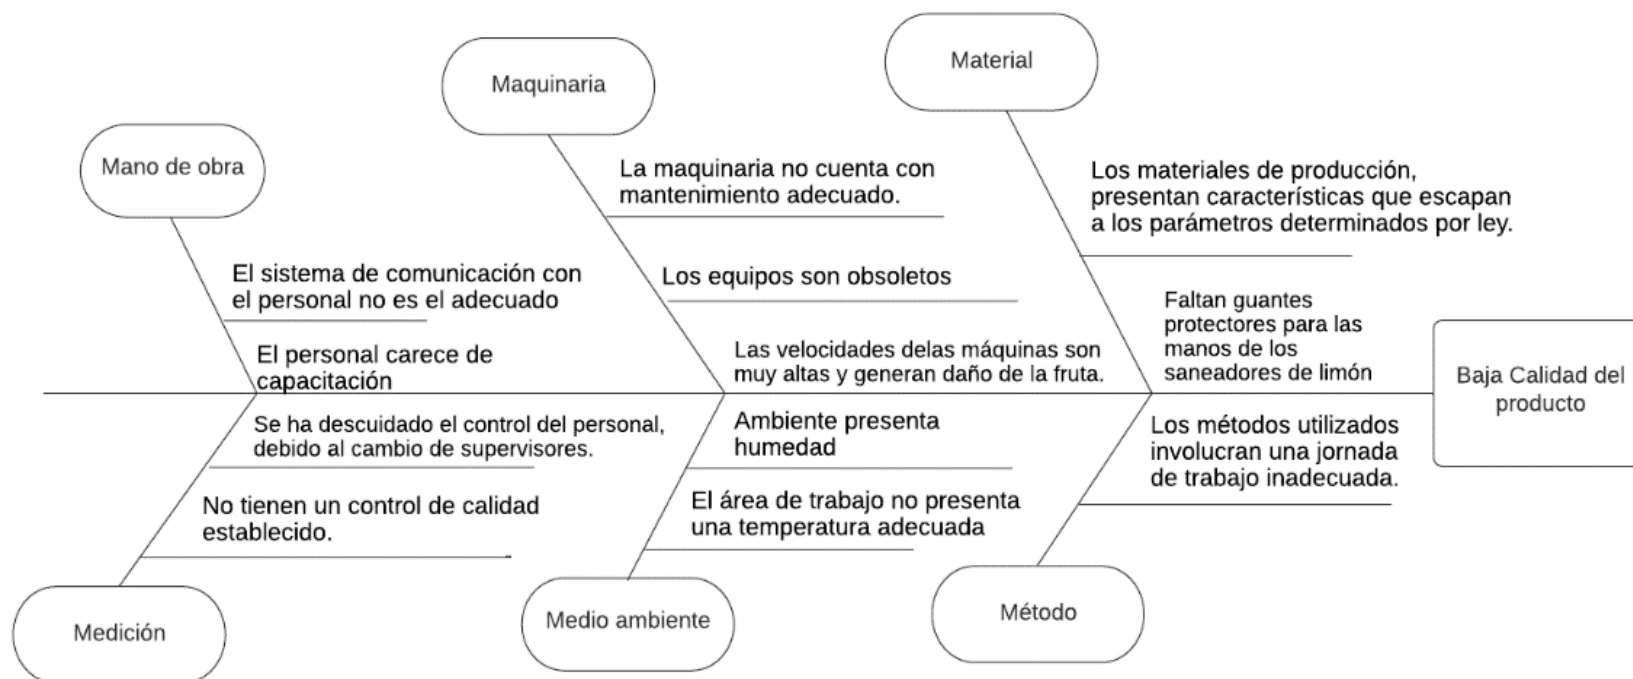 Material
Maquinaria
Mano de obra
La maquinaria no cuenta con
mantenimiento adecuado.
Los materiales de producción,
presentan características que escapan
a los parámetros determinados por ley.
El sistema de comunicación con
el personal no es el adecuado
Los equipos son obsoletos
Faltan guantes
protectores para las
manos de los
saneadores de limón
El personal carece de
capacitación
Las velocidades delas máquinas son
muy altas y generan daño de la fruta.
Baja Calidad del
producto
Se ha descuidado el control del personal,
debido al cambio de supervisores.
Ambiente presenta
humedad
Los métodos utilizados
involucran una jornada
de trabajo inadecuada.
No tienen un control de calidad
establecido.
El área de trabajo no presenta
una temperatura adecuada
Medición
Medio ambiente
Método